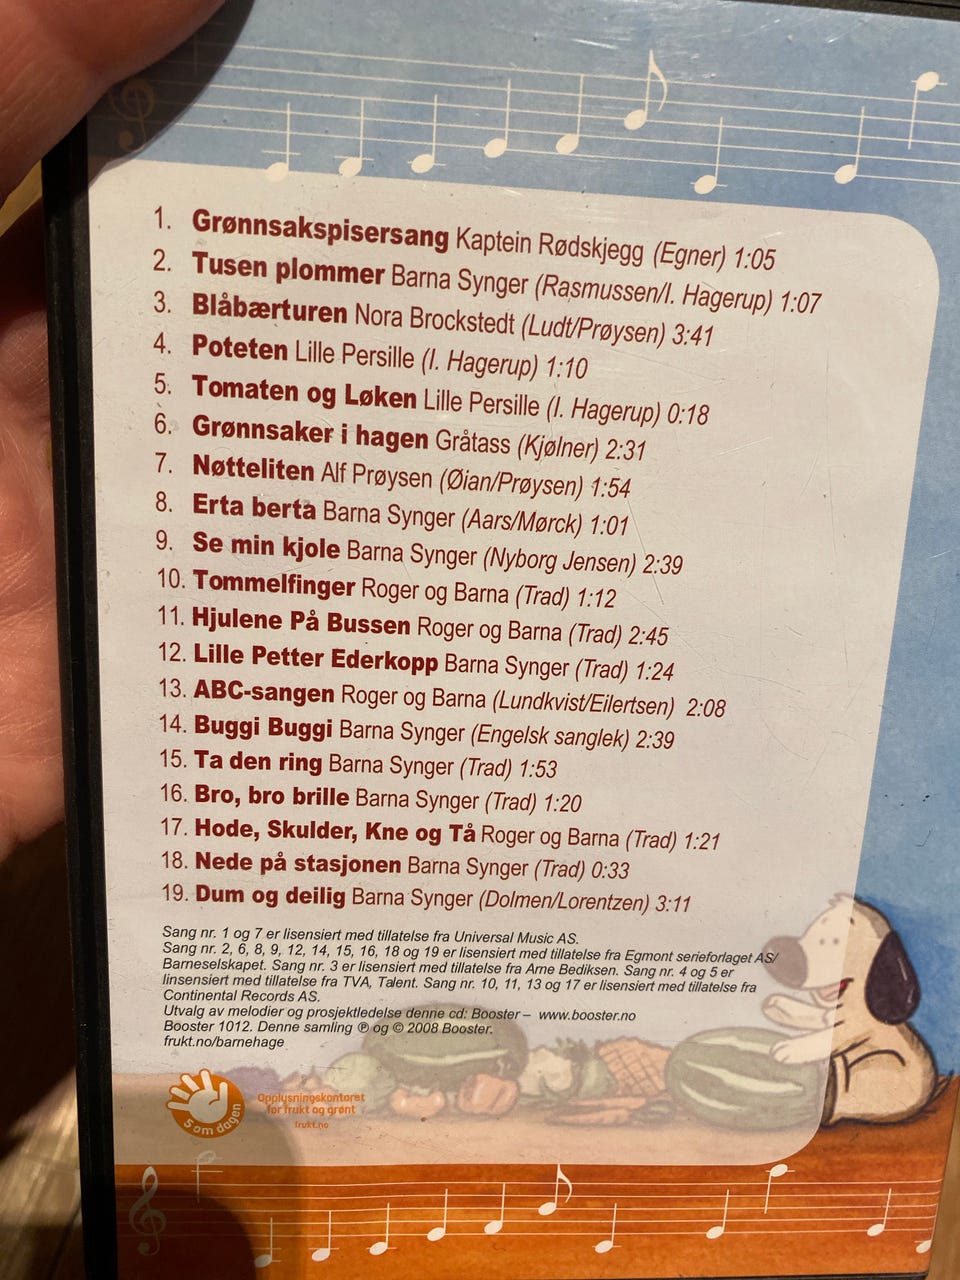 1. Grønnsakspisersang Kaptein Rødskjegg (Egner) 1:05
2. Tusen plommer Barna Synger (Rasmussen/I. Hagerup) 1:07
3. Blåbærturen Nora Brockstedt (Ludt/Prøysen) 3:41
4. Poteten Lille Persille (I. Hagerup) 1:10
5. Tomaten og Løken Lille Persille (I. Hagerup) 0:18
6. Grønnsaker i hagen Gråtass (Kjølner) 2:31
7. Nøtteliten Alf Prøysen (Øian/Prøysen) 1:54
8. Erta berta Barna Synger (Aars/Mørck) 1:01
9. Se min kjole Barna Synger (Nyborg Jensen) 2:39
10. Tommelfinger Roger og Barna (Trad) 1:12
11. Hjulene På Bussen Roger og Barna (Trad) 2:45
12. Lille Petter Ederkopp Barna Synger (Trad) 1:24
13. ABC-sangen Roger og Barna (Lundkvist/Eilertsen) 2:08
14. Buggi Buggi Barna Synger (Engelsk sanglek) 2:39
15. Ta den ring Barna Synger (Trad) 1:53
16. Bro, bro brille Barna Synger (Trad) 1:20
17. Hode, Skulder, Kne og Tå Roger og Barna (Trad) 1:21
18. Nede på stasjonen Barna Synger (Trad) 0:33
19. Dum og deilig Barna Synger (Dolmen/Lorentzen) 3:11
Sang nr. 1 og 7 er lisensiert med tillatelse fra Universal Music AS.
Sang nr. 2, 6, 8, 9, 12, 14, 15, 16, 18 og 19 er lisensiert med tillatelse fra Egmont serieforlaget AS/
Barneselskapet. Sang nr. 3 er lisensiert med tillatelse fra Arne Bediksen. Sang nr. 4 og 5 er
linsensiert med tillatelse fra TVA, Talent. Sang nr. 10, 11, 13 og 17 er lisensiert med tillatelse fra
Continental Records AS.
Utvalg av melodier og prosjektledelse denne cd: Booster – www.booster.no
Booster 1012. Denne samling ℗ og © 2008 Booster.
frukt.no/barnehage
5 om dagen
Opplysningskontoret
for frukt og grønt
frukt.no